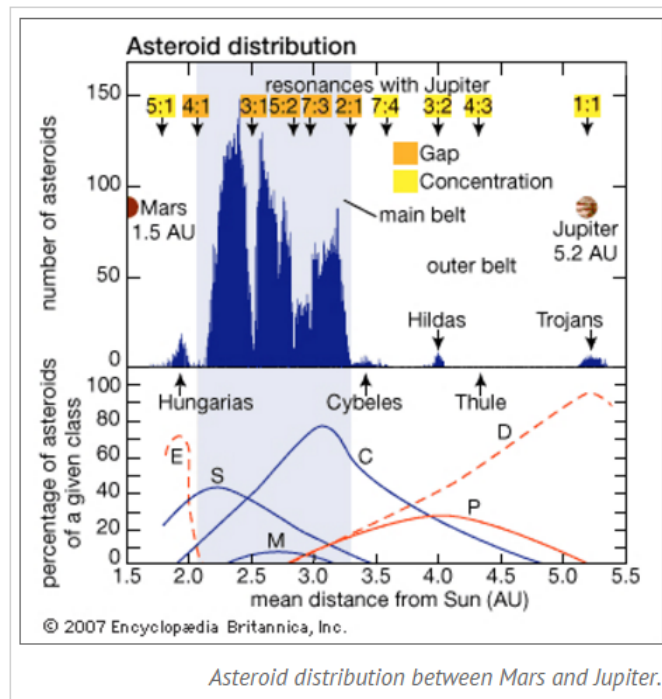 Asteroid distribution
resonances with Jupiter
5:1 4:1 3:1 5:2 7:3 2:1 7:4 3:2 4:3 1:1
Gap
Concentration
number of asteroids
150
100
50
0
Mars
1.5 AU
main belt
outer belt
Jupiter
5.2 AU
Hildas
Trojans
Hungarias
Cybeles
Thule
percentage of asteroids
of a given class
100
80
60
40
20
0
E
S
M
C
D
P
1.5 2.0 2.5 3.0 3.5 4.0 4.5 5.0 5.5
mean distance from Sun (AU)
© 2007 Encyclopædia Britannica, Inc.
Asteroid distribution between Mars and Jupiter.